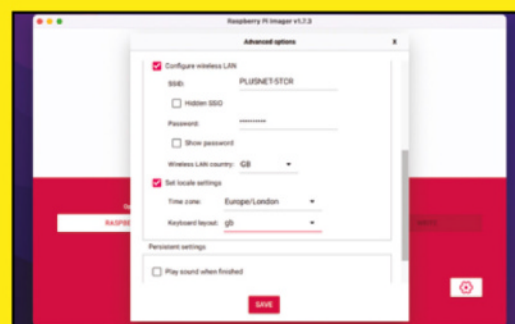 Raspberry Pi Imager v1.7.3
Advanced options X
Configure wireless LAN
SSID: PLUSNET-5TCR
Hidden SSID
Password: ••••••••••
Show password
Wireless LAN country: GB
Set locale settings
Time zone: Europe/London
Keyboard layout: gb
RASPBE
WRITE
Persistent settings
Play sound when finished
SAVE